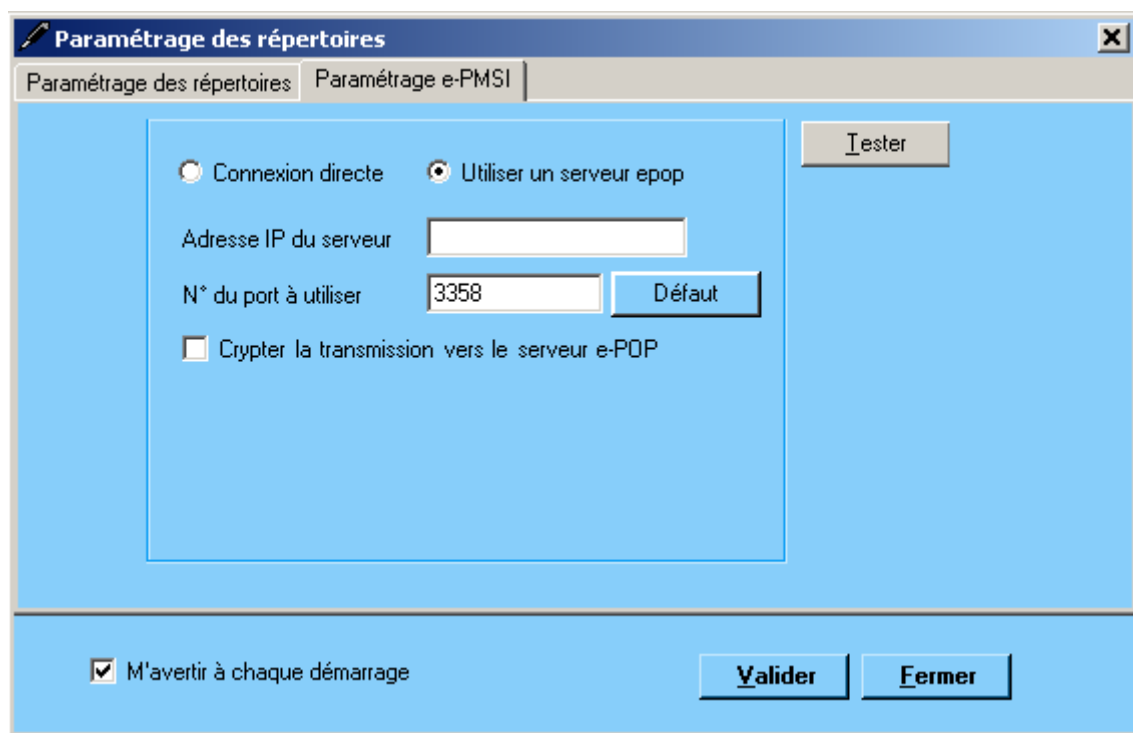 Paramétrage des répertoires
Paramétrage des répertoires Paramétrage e-PMSI
Tester
Connexion directe Utiliser un serveur epop
Adresse IP du serveur
N° du port à utiliser 3358 Défaut
Crypter la transmission vers le serveur e-POP
M'avertir à chaque démarrage Valider Fermer